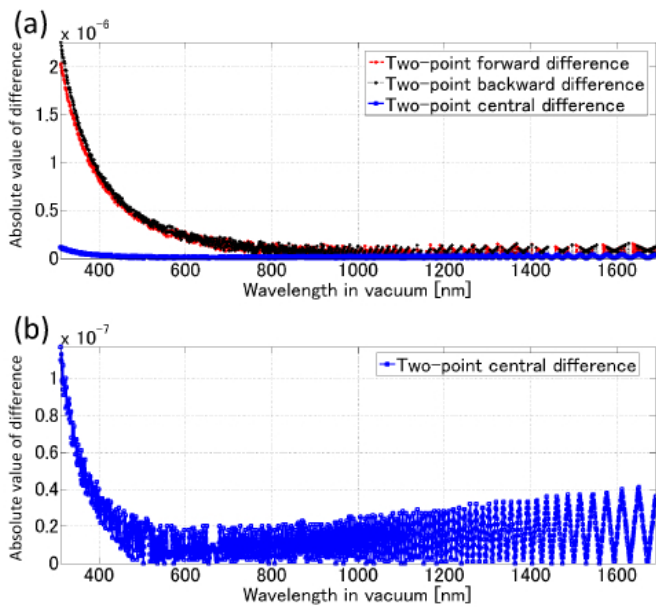 (a)
x 10^-6
2
1.5
1
0.5
0
Absolute value of difference
Two-point forward difference
Two-point backward difference
Two-point central difference
400 600 800 1000 1200 1400 1600
Wavelength in vacuum [nm]
(b)
x 10^-7
1
0.8
0.6
0.4
0.2
0
Absolute value of difference
Two-point central difference
400 600 800 1000 1200 1400 1600
Wavelength in vacuum [nm]